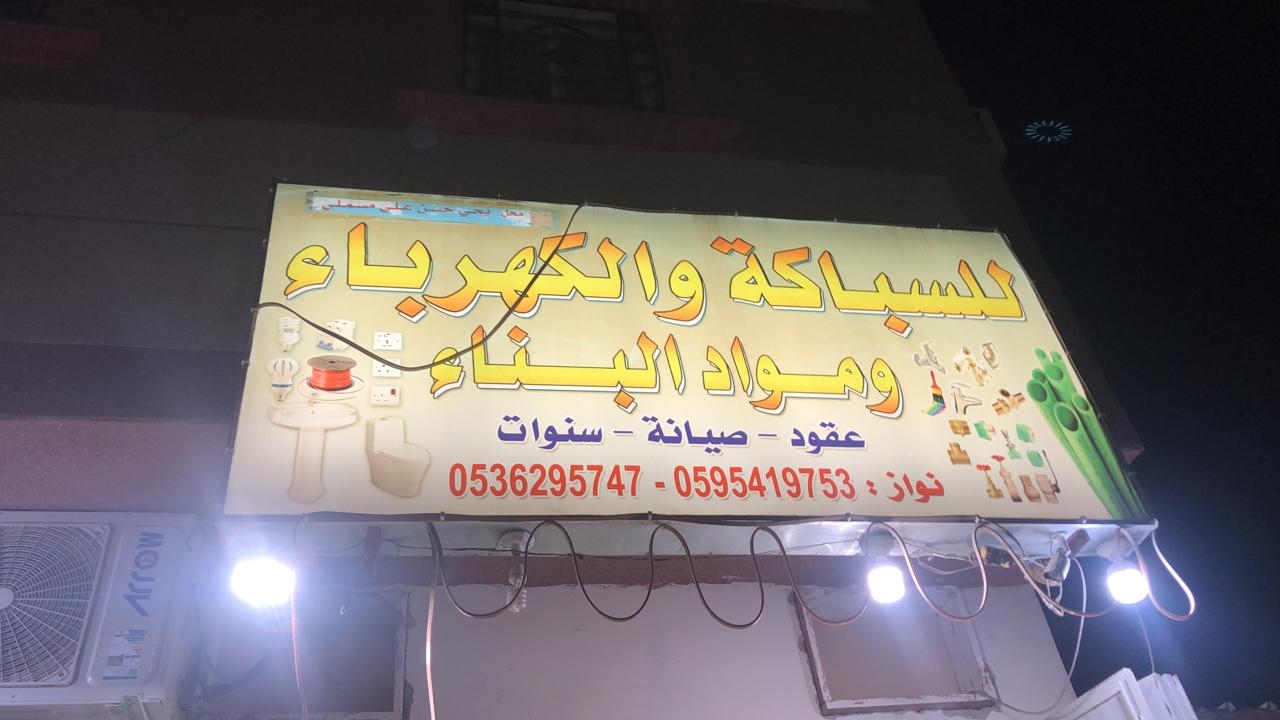 محل يحي حسن علي مسملي
للسباكة والكهرباء
ومواد البناء
عقود - صيانة - سنوات
نواز : 0595419753 - 0536295747
ARROW